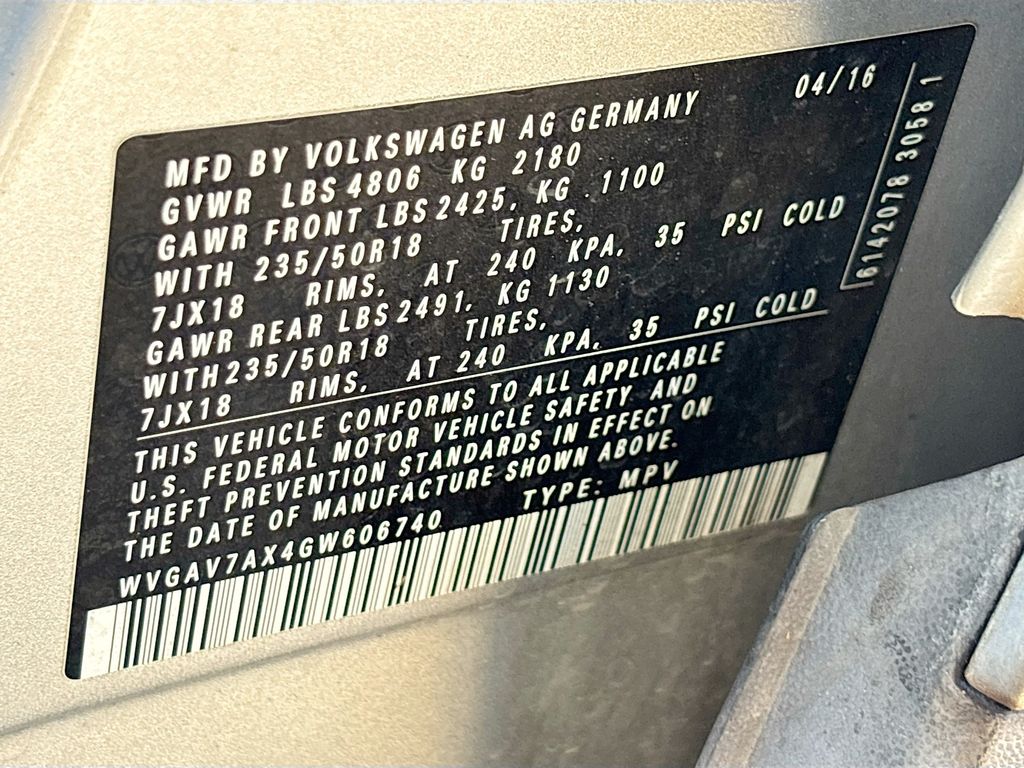 04/16
MFD BY VOLKSWAGEN AG GERMANY
GVWR LBS 4806 KG 2180
GAWR FRONT LBS 2425, KG 1100
WITH 235/50R18 TIRES,
7JX18 RIMS, AT 240 KPA, 35 PSI COLD
GAWR REAR LBS 2491, KG 1130
WITH 235/50R18 TIRES,
7JX18 RIMS, AT 240 KPA, 35 PSI COLD
THIS VEHICLE CONFORMS TO ALL APPLICABLE
U.S. FEDERAL MOTOR VEHICLE SAFETY AND
THEFT PREVENTION STANDARDS IN EFFECT ON
THE DATE OF MANUFACTURE SHOWN ABOVE.
WVGAV7AX4GW606740 TYPE: MPV
6142078 3058 1